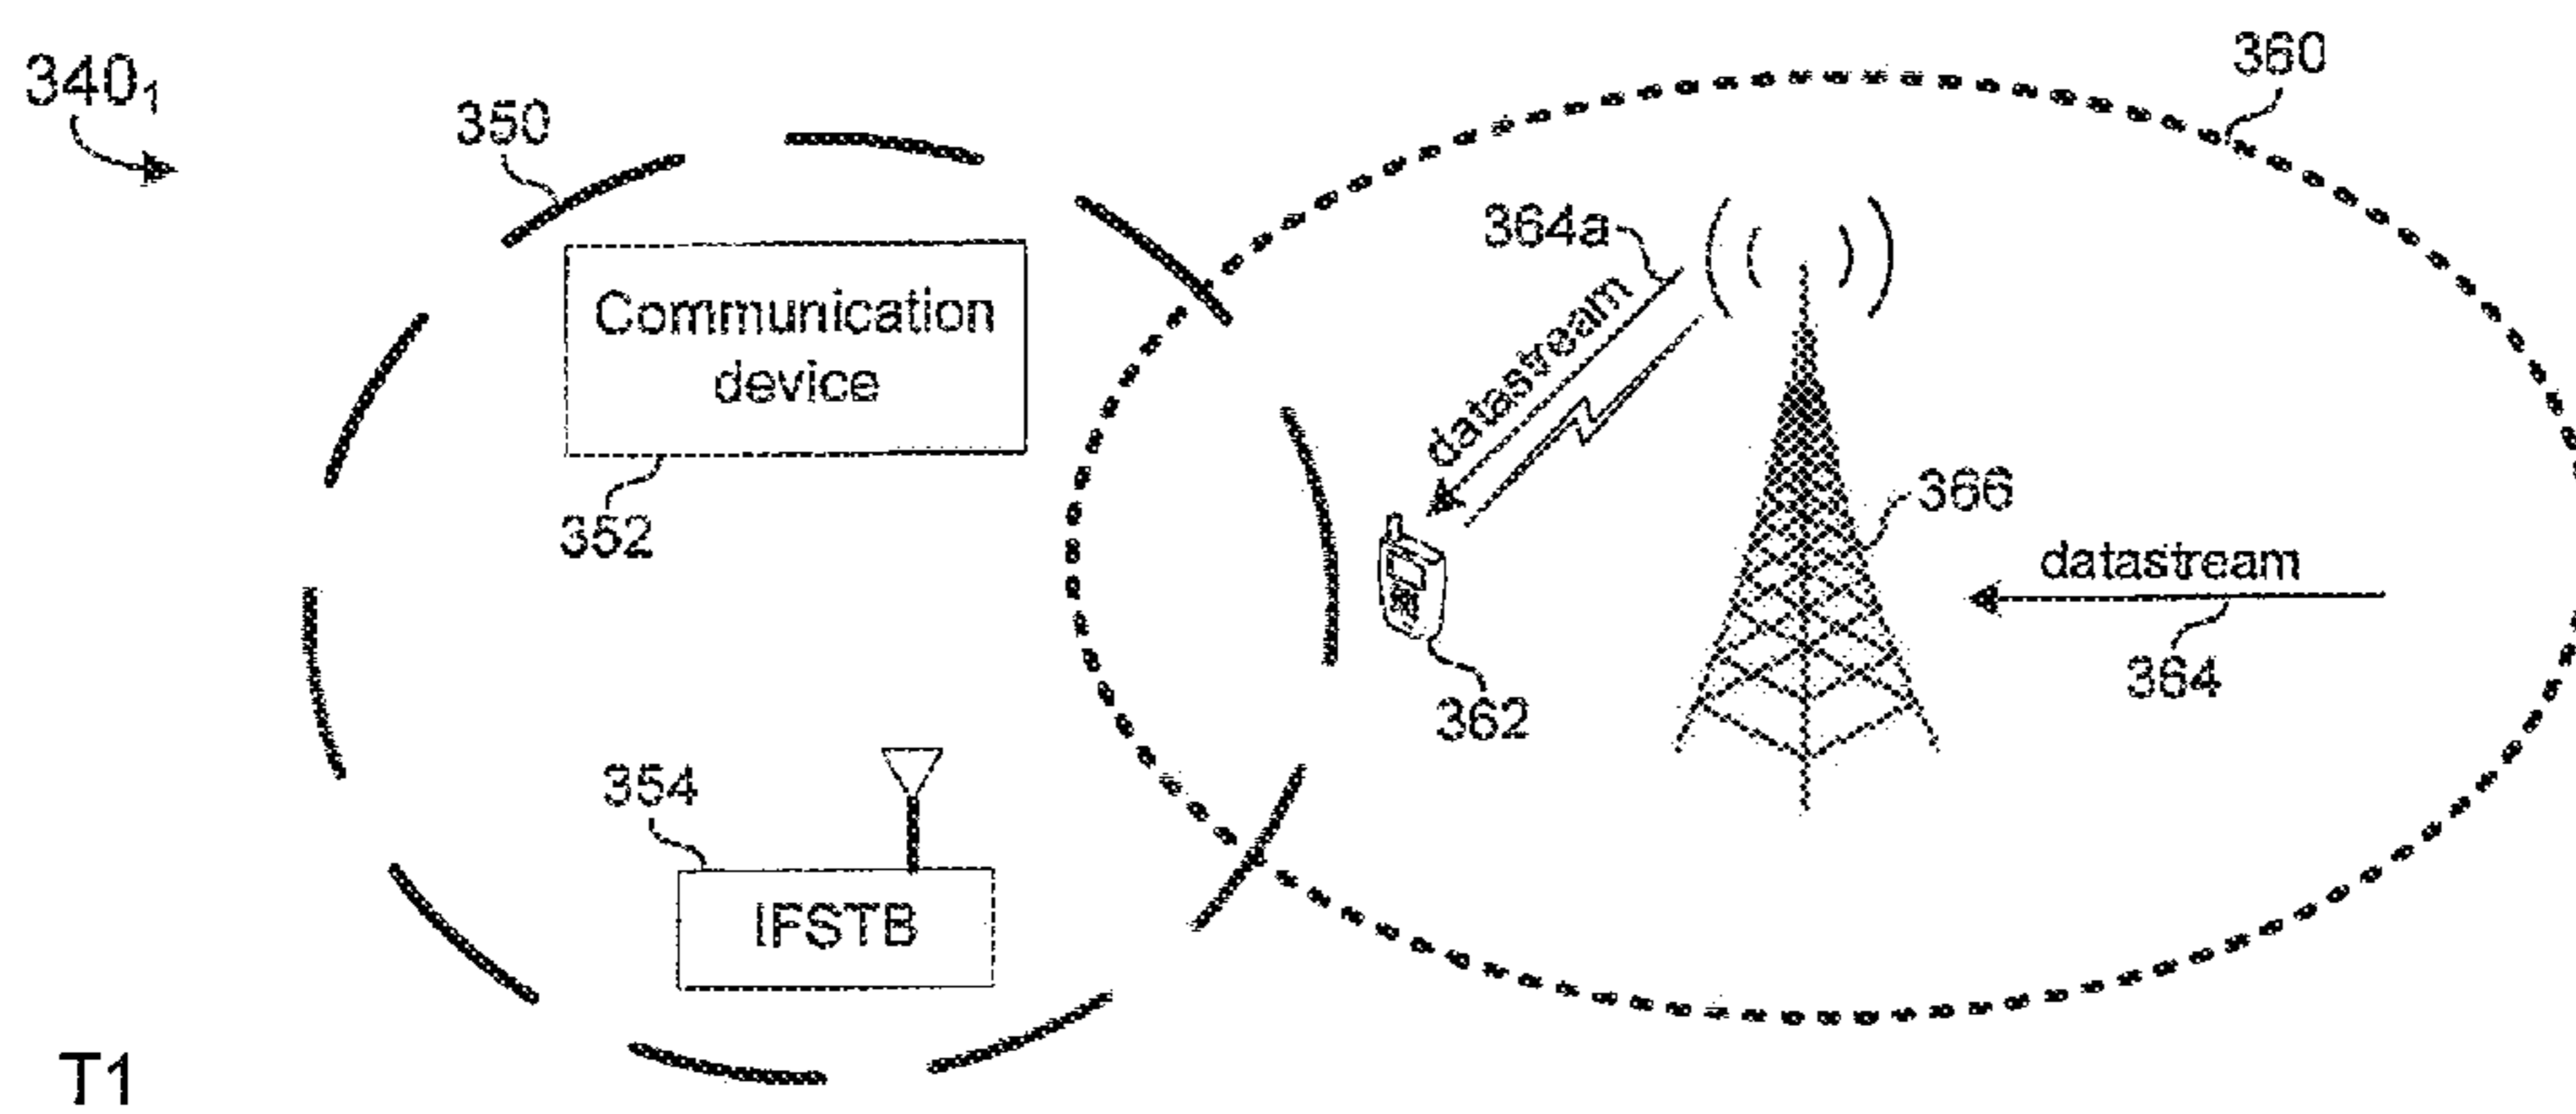 340₁
350
360
364a
Communication
device
datastream
352
366
datastream
364
362
354
IFSTB
T1